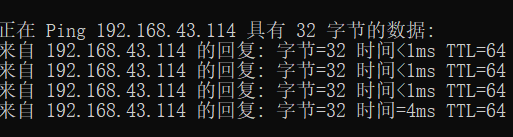 正在 Ping 192.168.43.114 具有 32 字节的数据:
来自 192.168.43.114 的回复: 字节=32 时间<1ms TTL=64
来自 192.168.43.114 的回复: 字节=32 时间<1ms TTL=64
来自 192.168.43.114 的回复: 字节=32 时间<1ms TTL=64
来自 192.168.43.114 的回复: 字节=32 时间=4ms TTL=64